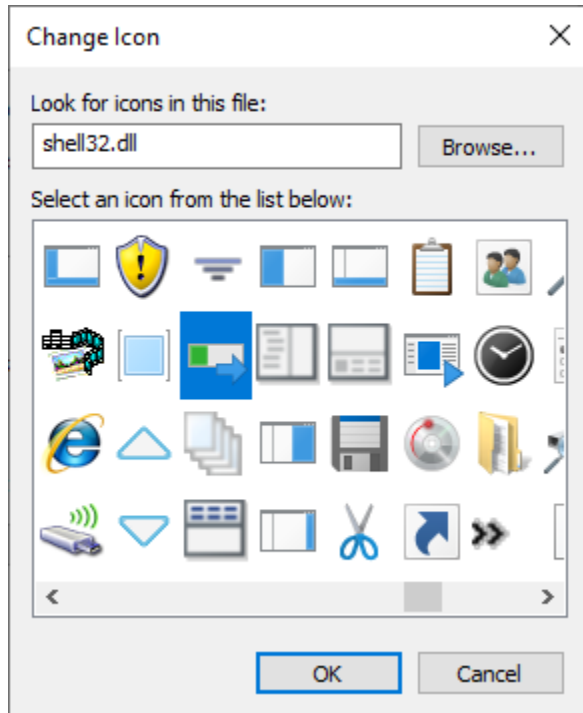 Change Icon
Look for icons in this file:
shell32.dll
Browse...
Select an icon from the list below:
OK
Cancel